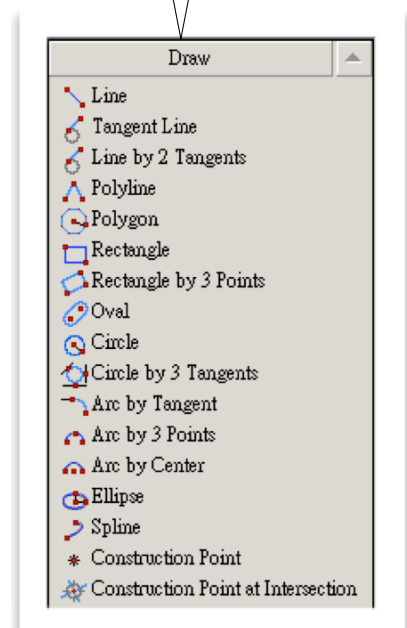 Draw
Line
Tangent Line
Line by 2 Tangents
Polyline
Polygon
Rectangle
Rectangle by 3 Points
Oval
Circle
Circle by 3 Tangents
Arc by Tangent
Arc by 3 Points
Arc by Center
Ellipse
Spline
Construction Point
Construction Point at Intersection